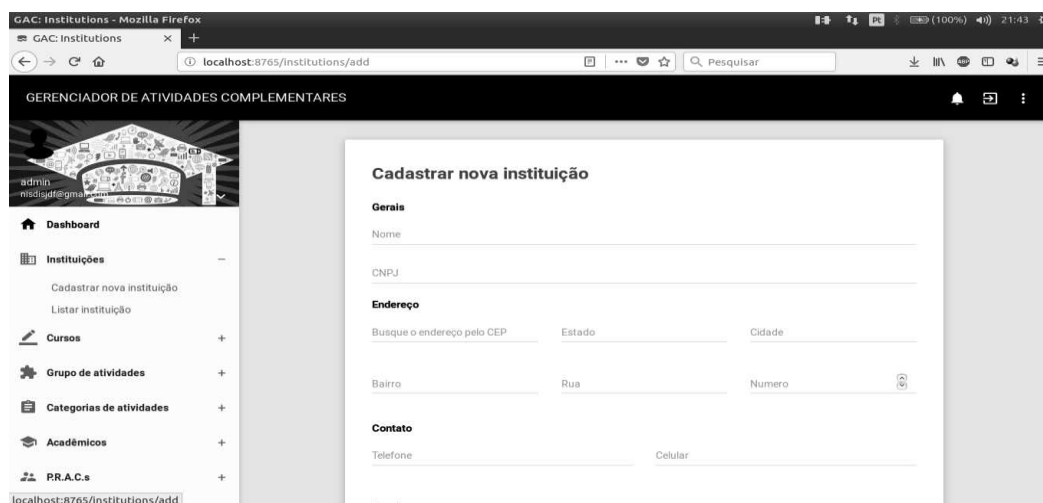 GAC: Institutions - Mozilla Firefox
Pt (100%) 21:43
GAC: Institutions × +
localhost:8765/institutions/add
Pesquisar
ABP
GERENCIADOR DE ATIVIDADES COMPLEMENTARES
admin
Dashboard
Instituições −
Cadastrar nova instituição
Listar instituição
Cursos +
Grupo de atividades +
Categorias de atividades +
Acadêmicos +
P.R.A.C.s +
localhost:8765/institutions/add
Cadastrar nova instituição
Gerais
Nome
CNPJ
Endereço
Busque o endereço pelo CEP Estado Cidade
Bairro Rua Numero
Contato
Telefone Celular